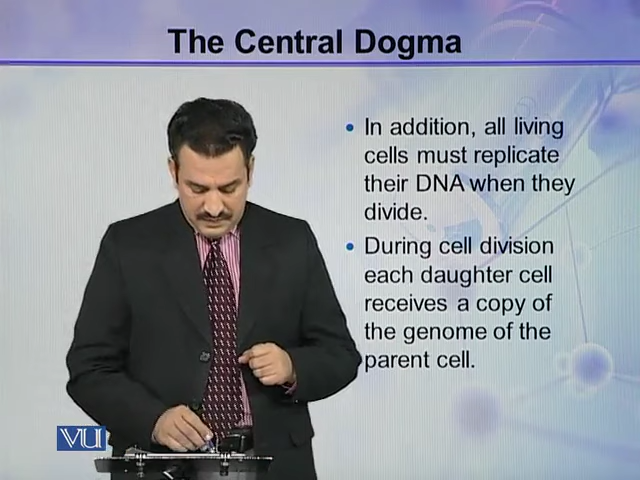 The Central Dogma
In addition, all living
cells must replicate
their DNA when they
divide.
During cell division
each daughter cell
receives a copy of
the genome of the
parent cell.
VU